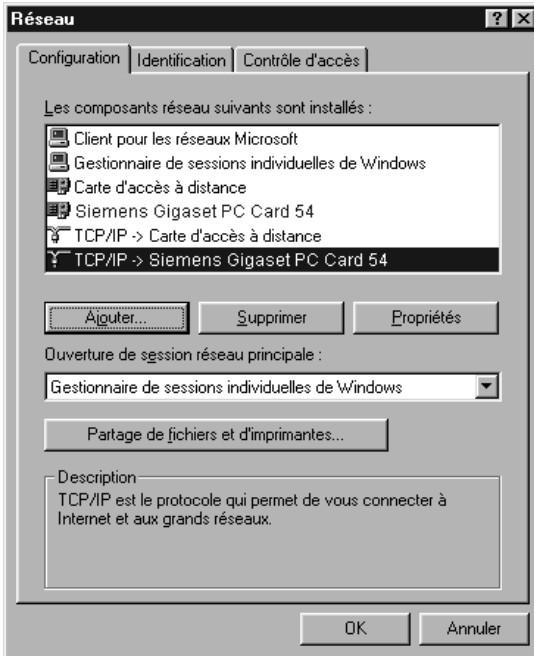 Réseau
Configuration Identification Contrôle d'accès
Les composants réseau suivants sont installés :
Client pour les réseaux Microsoft
Gestionnaire de sessions individuelles de Windows
Carte d'accès à distance
Siemens Gigaset PC Card 54
TCP/IP -> Carte d'accès à distance
TCP/IP -> Siemens Gigaset PC Card 54
Ajouter... Supprimer Propriétés
Ouverture de session réseau principale :
Gestionnaire de sessions individuelles de Windows
Partage de fichiers et d'imprimantes...
Description
TCP/IP est le protocole qui permet de vous connecter à
Internet et aux grands réseaux.
OK Annuler